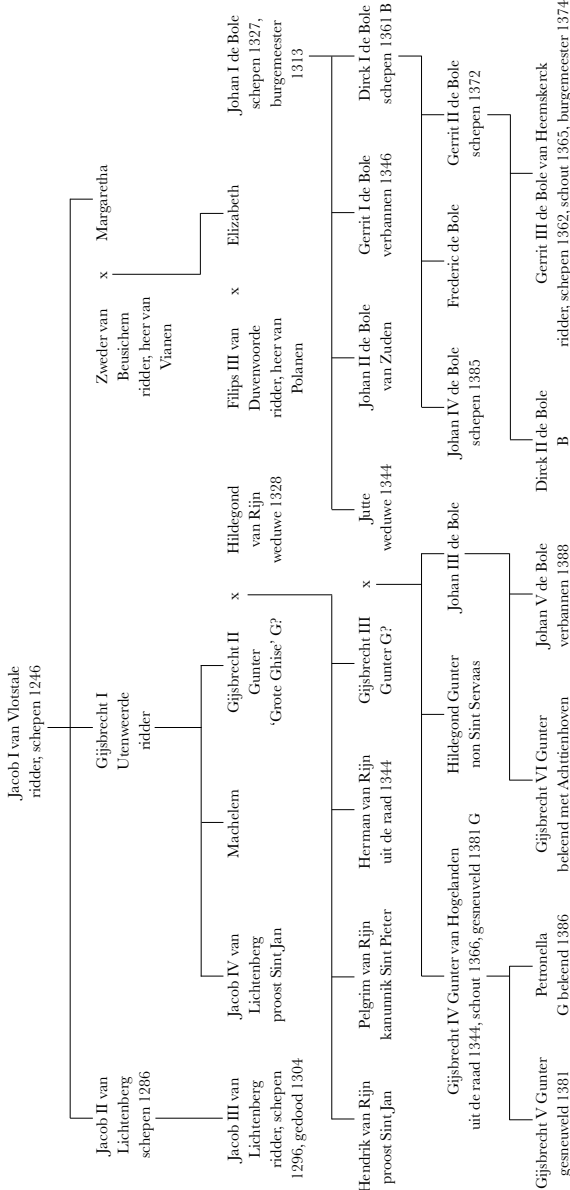 Jacob I van Vlotstale
ridder, schepen 1246
Jacob II van
Lichtenberg
schepen 1286
Gijsbrecht I
Utenweerde
ridder
Zweder van
Beusichem
ridder, heer van
Vianen
x
Margaretha
Jacob III van
Lichtenberg
ridder, schepen
1296, gedood 1304
Jacob IV van
Lichtenberg
proost Sint Jan
Machelem
Gijsbrecht II
Gunter
'Grote Ghise' G?
x
Hildegond
van Rijn
weduwe 1328
Filips III van
Duvenvoorde
ridder, heer van
Polanen
x
Elizabeth
Johan I de Bole
schepen 1327,
burgemeester
1313
Hendrik van Rijn
proost Sint Jan
Pelgrim van Rijn
kanunnik Sint Pieter
Herman van Rijn
uit de raad 1344
Gijsbrecht III
Gunter G?
x
Jutte
weduwe 1344
Johan II de Bole
van Zuden
Gerrit I de Bole
verbannen 1346
Dirck I de Bole
schepen 1361 B
Gijsbrecht IV Gunter van Hogelanden
uit de raad 1344, schout 1366, gesneuveld 1381 G
Hildegond Gunter
non Sint Servaas
Johan III de Bole
Johan IV de Bole
schepen 1385
Frederic de Bole
Gerrit II de Bole
schepen 1372
Gijsbrecht V Gunter
gesneuveld 1381
Petronella
G beleend 1386
Gijsbrecht VI Gunter
beleend met Achttienhoven
Johan V de Bole
verbannen 1388
Dirck II de Bole
B
Gerrit III de Bole van Heemskerck
ridder, schepen 1362, schout 1365, burgemeester 1374